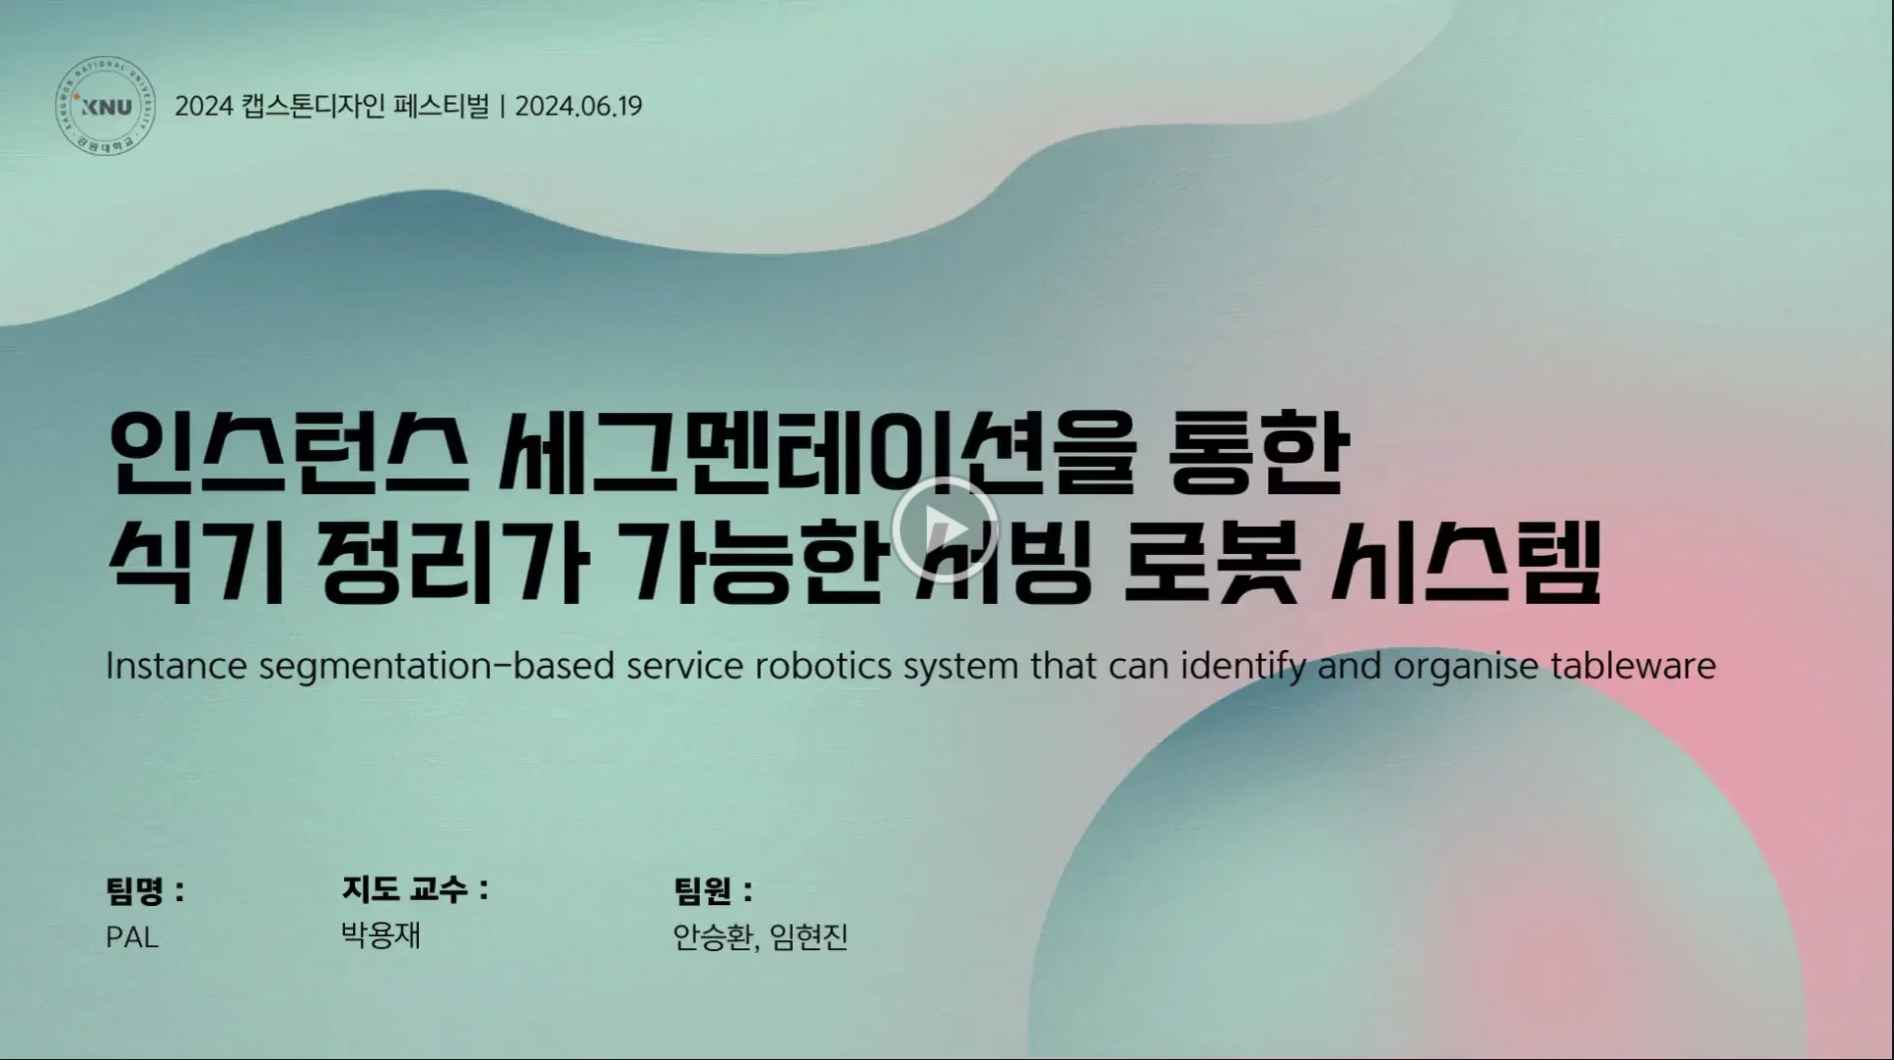 KANGWON NATIONAL UNIVERSITY
KNU
강원대학교
2024 캡스톤디자인 페스티벌 | 2024.06.19
인스턴스 세그멘테이션을 통한
식기 정리가 가능한 서빙 로봇 시스템
Instance segmentation-based service robotics system that can identify and organise tableware
팀명 :
PAL
지도 교수 :
박용재
팀원 :
안승환, 임현진